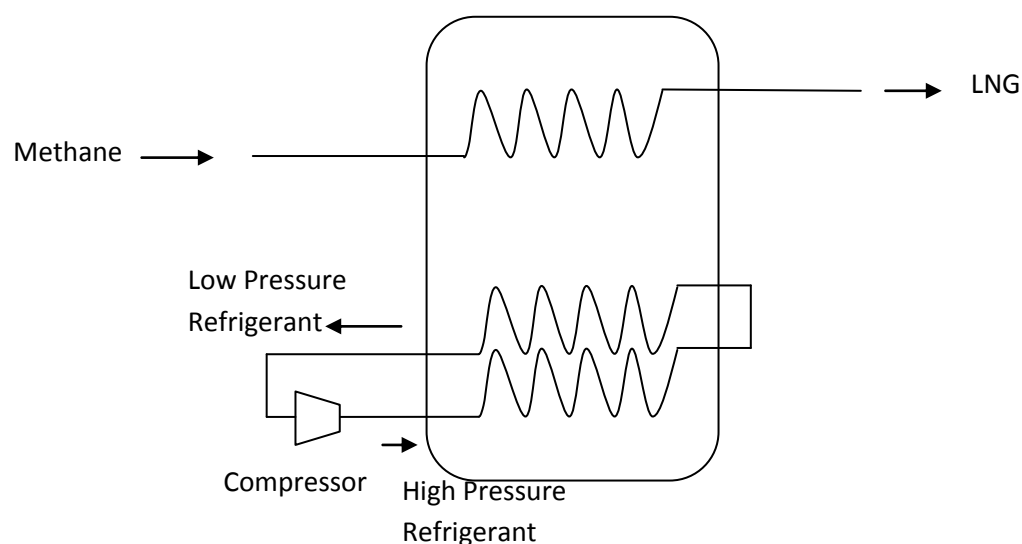 LNG
Methane
Low Pressure
Refrigerant
Compressor
High Pressure
Refrigerant